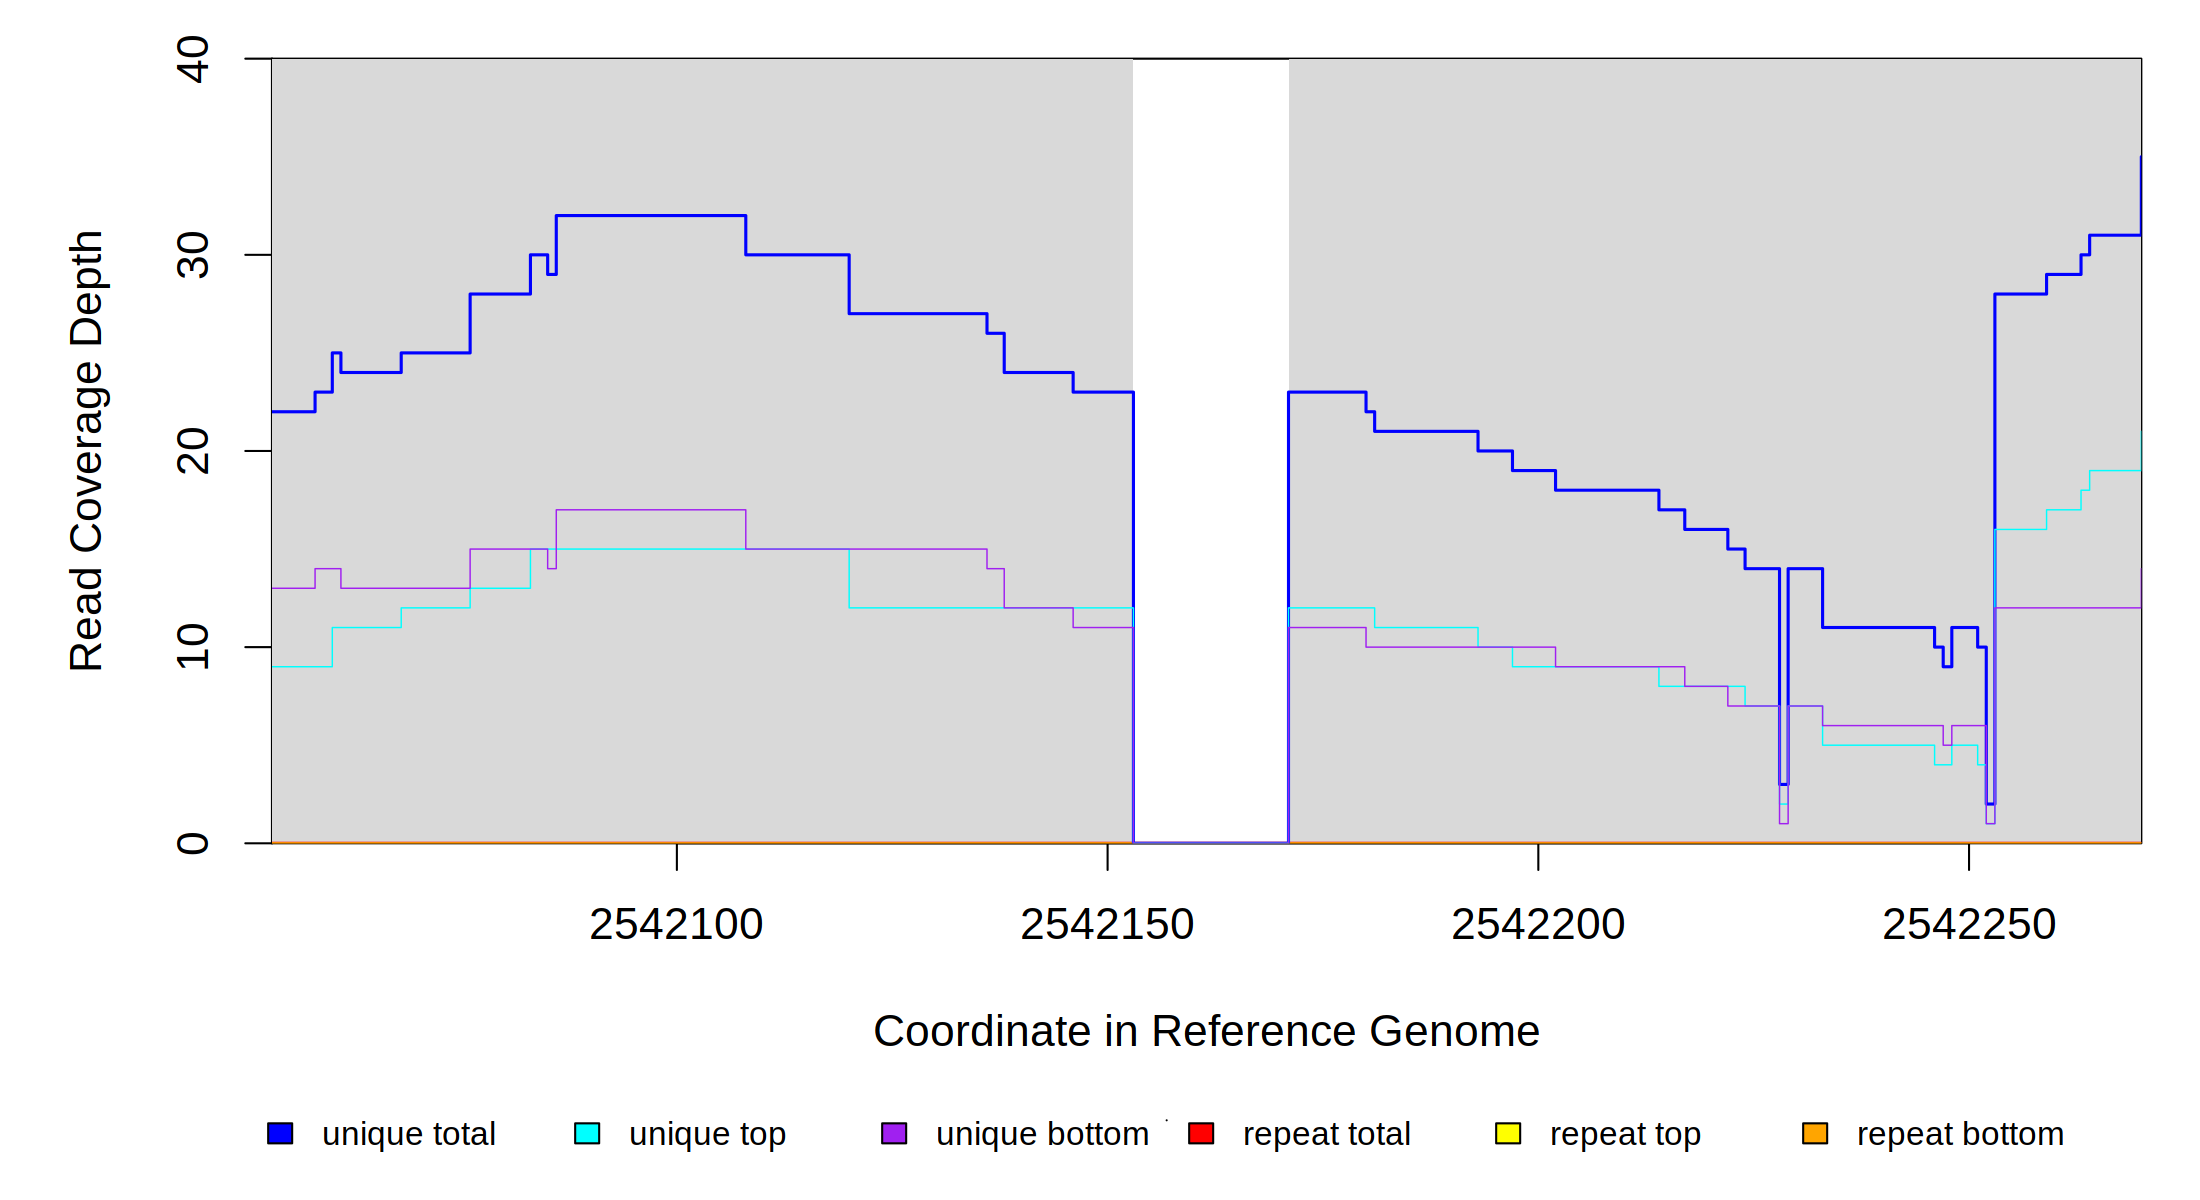 40
30
20
10
0
Read Coverage Depth
2542100 2542150 2542200 2542250
Coordinate in Reference Genome
unique total unique top unique bottom repeat total repeat top repeat bottom